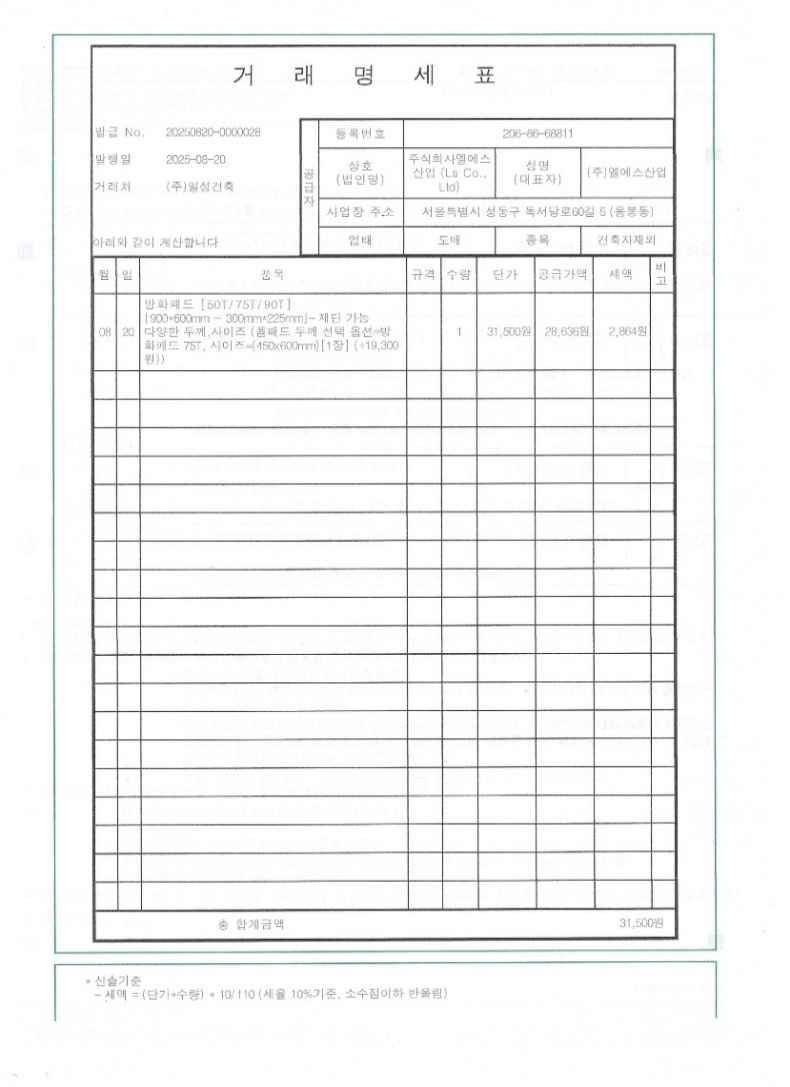 거 래 명 세 표
발급 No. 20250820-0000028
발행일 2025-08-20
거래처 (주)일성건축
아래와 같이 계산합니다
공급자
등록번호 206-86-68811
상호 (법인명) 주식회사엘에스산업 (Ls Co., Ltd) 성명 (대표자) (주)엘에스산업
사업장 주소 서울특별시 성동구 독서당로60길 5 (응봉동)
업태 도매 종목 건축자재외
월 일 품목 규격 수량 단가 공급가액 세액 비고
방화패드 [50T/75T/90T]
[900*600mm ~ 300mm*225mm]- 재단 가능
08 20 다양한 두께,사이즈 (폼패드 두께 선택 옵션=방 1 31,500원 28,636원 2,864원
화패드 75T, 사이즈=(450x600mm)[1장] (+19,300
원))
총 합계금액 31,500원
* 산출기준
- 세액 = (단가*수량) * 10/110 (세율 10%기준, 소수점이하 반올림)